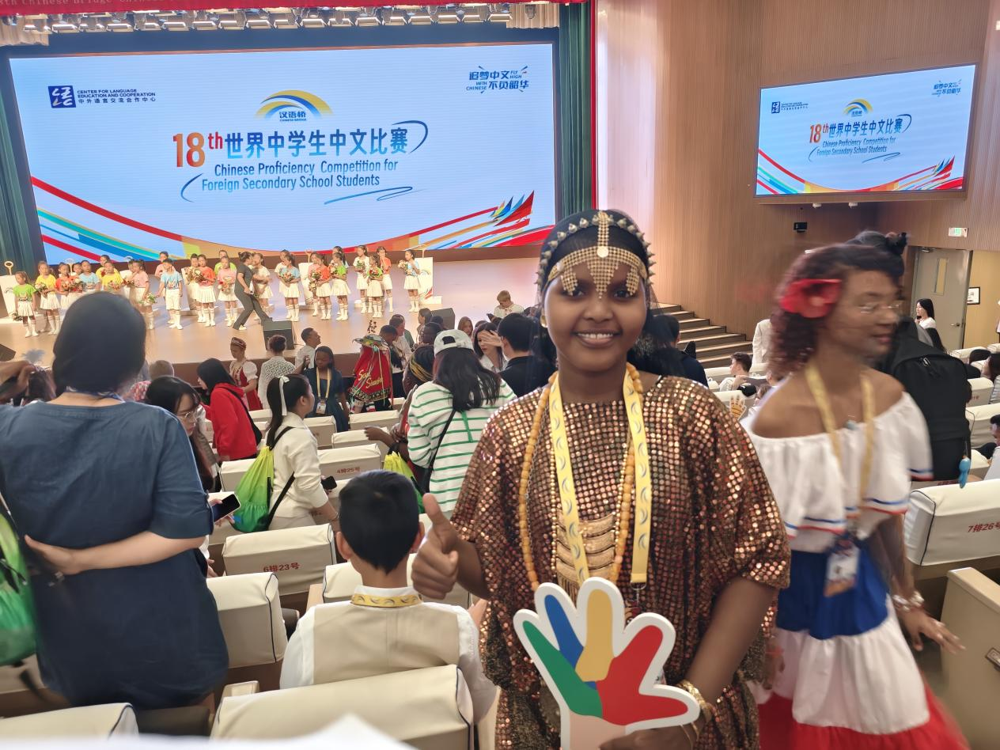 CENTER FOR LANGUAGE
EDUCATION AND COOPERATION
中外语言交流合作中心
追梦中文 FLY HIGH
WITH CHINESE 不负韶华
汉语桥
CHINESE BRIDGE
18th世界中学生中文比赛
Chinese Proficiency Competition for
Foreign Secondary School Students
追梦中文
不负韶华
汉语桥
18th世界中学生中文比赛
Chinese Proficiency Competition for
Foreign Secondary School Students
4排25号
6排23号
7排26号